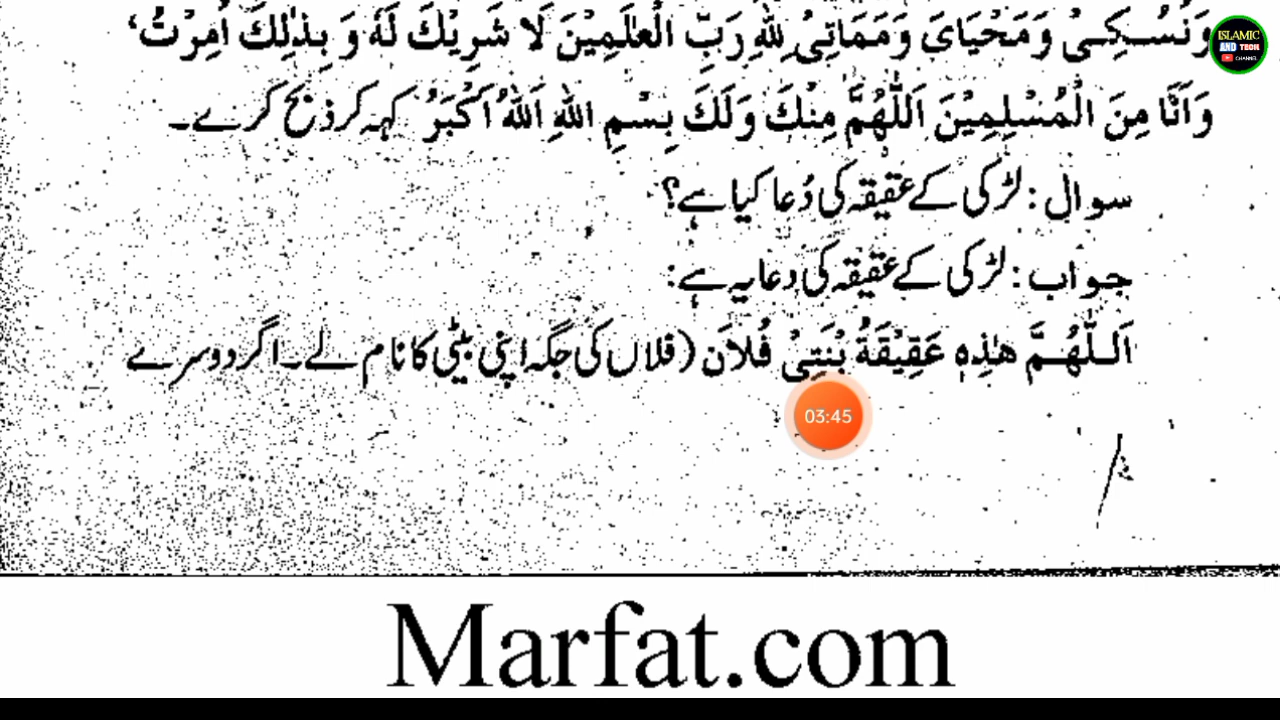 وَنُسُکِیْ وَمَحْیَایَ وَمَمَاتِیْ لِلّٰهِ رَبِّ الْعٰلَمِیْنَ لَا شَرِیْكَ لَهٗ وَ بِذٰلِكَ اُمِرْتُ،
وَاَنَا مِنَ الْمُسْلِمِیْنَ اَللّٰهُمَّ مِنْكَ وَلَكَ بِسْمِ اللّٰهِ اَللّٰهُ اَكْبَرُ کہہ کر ذبح کرے۔
سوال: لڑکی کے عقیقہ کی دُعا کیا ہے؟
جواب: لڑکی کے عقیقہ کی دعا یہ ہے:
اَللّٰهُمَّ هٰذِهٖ عَقِیْقَةُ بُنَتِیْ فُلاَن (فلاں کی جگہ اپنی بیٹی کا نام لے۔ اگر دوسرے
03:45
Marfat.com
ISLAMIC
AND TECH
CHANNEL